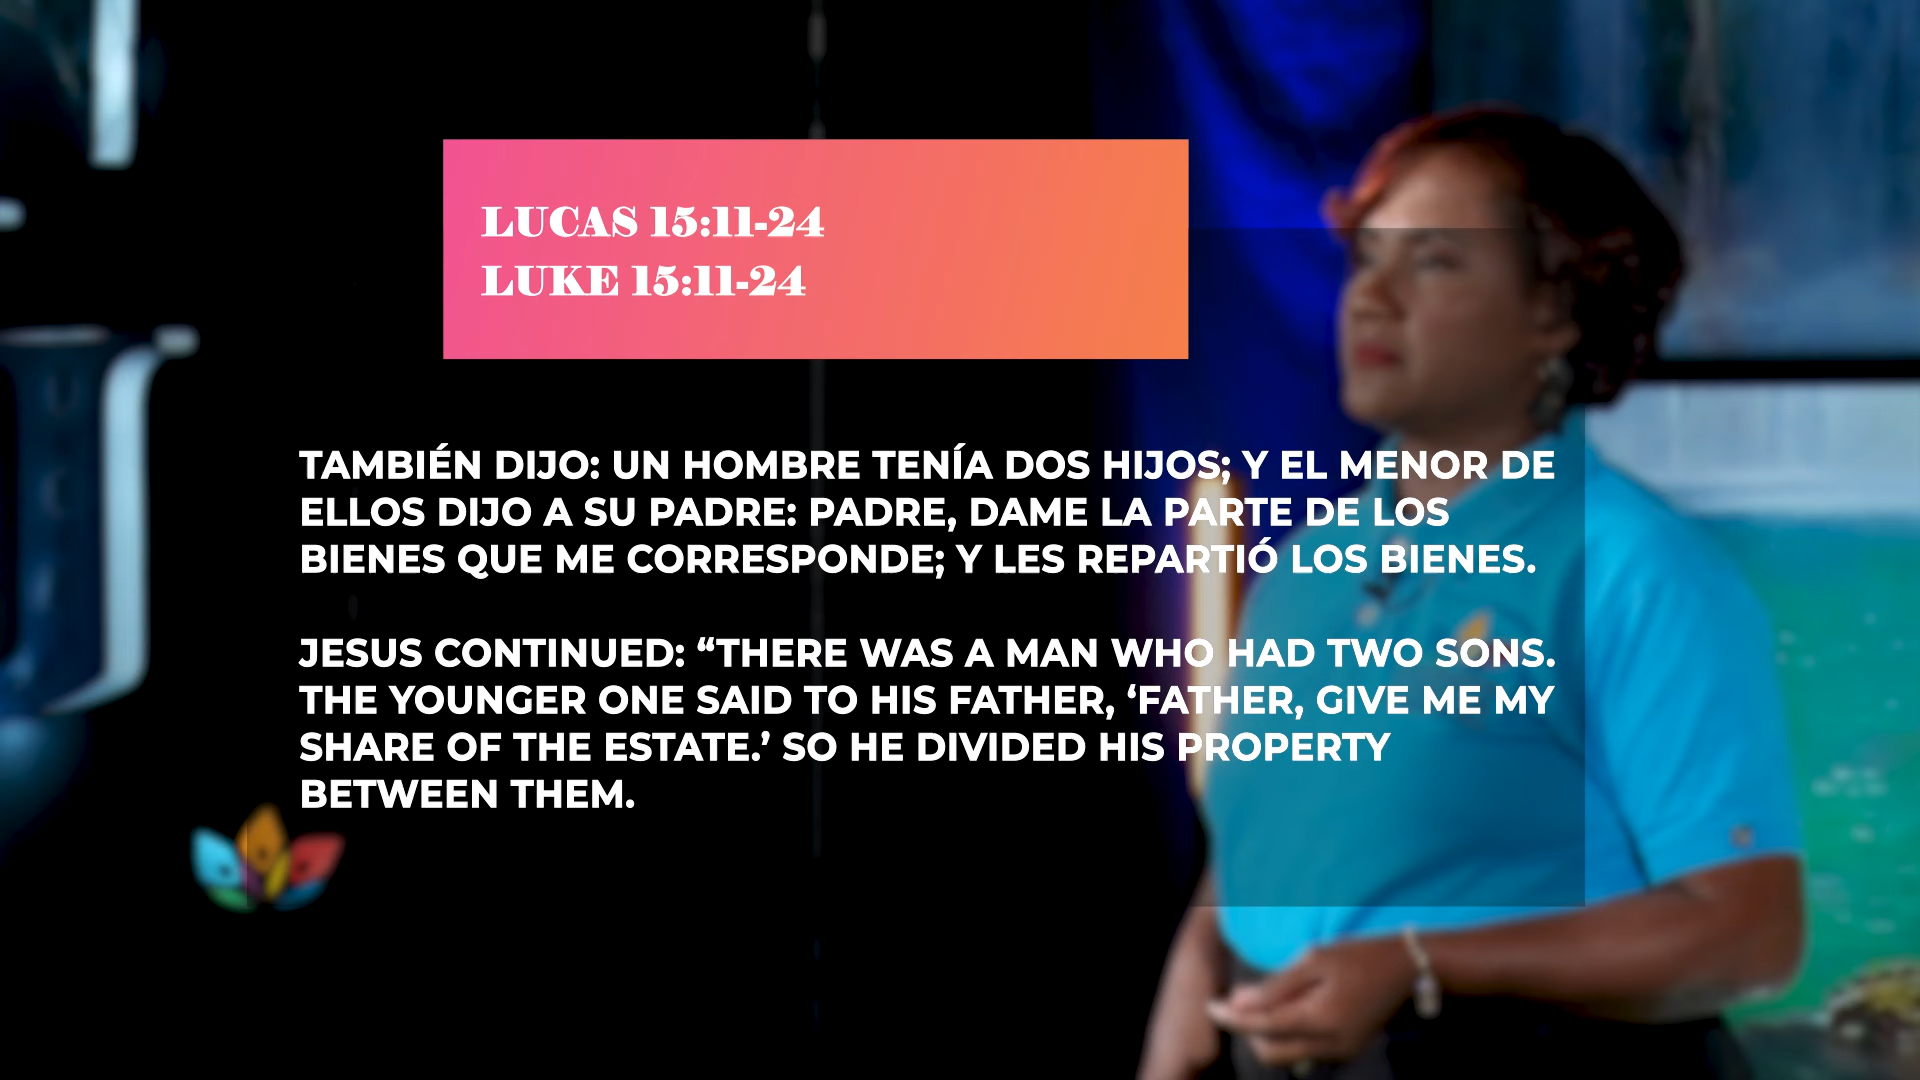 LUCAS 15:11-24
LUKE 15:11-24
TAMBIÉN DIJO: UN HOMBRE TENÍA DOS HIJOS; Y EL MENOR DE
ELLOS DIJO A SU PADRE: PADRE, DAME LA PARTE DE LOS
BIENES QUE ME CORRESPONDE; Y LES REPARTIÓ LOS BIENES.
JESUS CONTINUED: “THERE WAS A MAN WHO HAD TWO SONS.
THE YOUNGER ONE SAID TO HIS FATHER, ‘FATHER, GIVE ME MY
SHARE OF THE ESTATE.’ SO HE DIVIDED HIS PROPERTY
BETWEEN THEM.